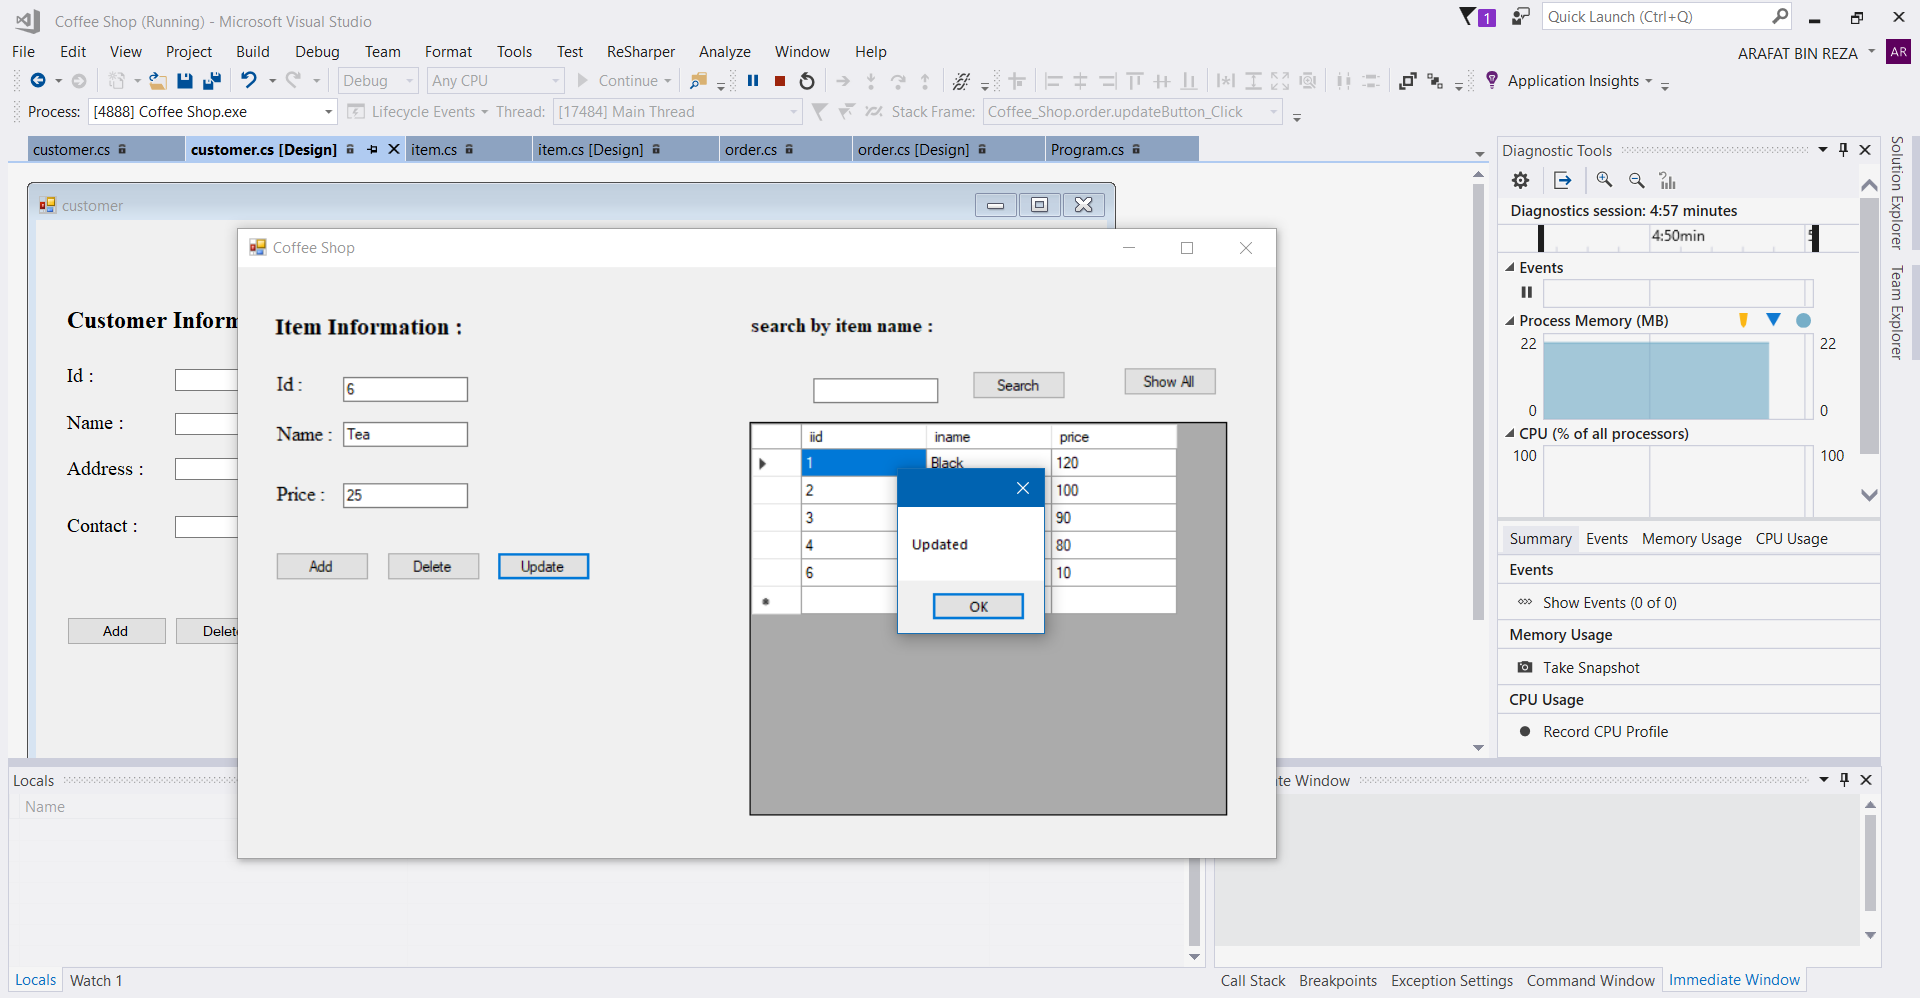 Coffee Shop (Running) - Microsoft Visual Studio
1
Quick Launch (Ctrl+Q)
File Edit View Project Build Debug Team Format Tools Test ReSharper Analyze Window Help
ARAFAT BIN REZA
AR
Debug Any CPU Continue Application Insights
Process: [4888] Coffee Shop.exe Lifecycle Events Thread: [17484] Main Thread Stack Frame: Coffee_Shop.order.updateButton_Click
customer.cs customer.cs [Design] item.cs item.cs [Design] order.cs order.cs [Design] Program.cs
customer
Customer
Id :
Name :
Address :
Contact :
Add
Coffee Shop
Item Information :
Id : 6
Name : Tea
Price : 25
Add Delete Update
search by item name :
Search Show All
iid iname price
1 Black 120
2 100
3 90
4 80
6 10
Updated
OK
Diagnostic Tools
Diagnostics session: 4:57 minutes
4:50min
Events
Process Memory (MB)
22 22
0 0
CPU (% of all processors)
100 100
Summary Events Memory Usage CPU Usage
Events
Show Events (0 of 0)
Memory Usage
Take Snapshot
CPU Usage
Record CPU Profile
Solution Explorer
Team Explorer
Locals
Name
Locals Watch 1
Window
Call Stack Breakpoints Exception Settings Command Window Immediate Window